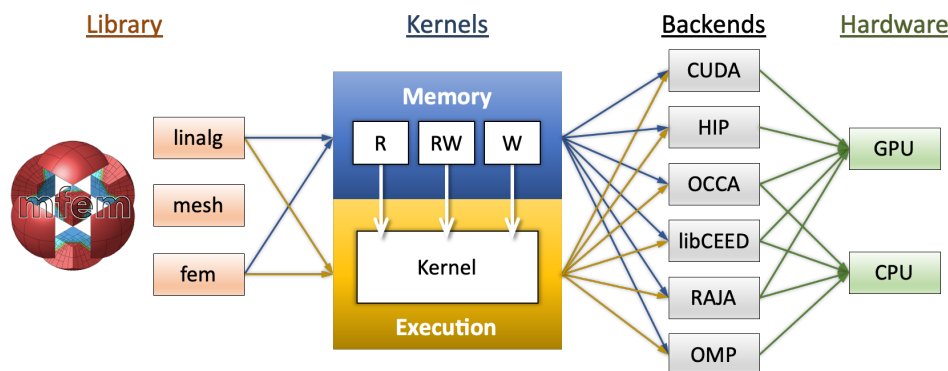 Library
Kernels
Backends
Hardware
mfem
linalg
mesh
fem
Memory
R
RW
W
Kernel
Execution
CUDA
HIP
OCCA
libCEED
RAJA
OMP
GPU
CPU